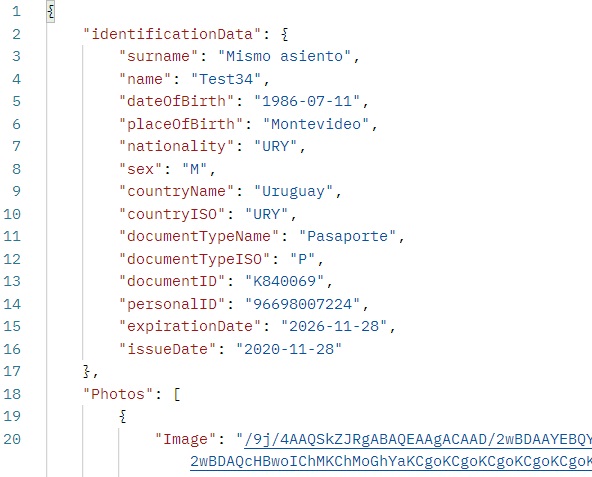 1 {
2 "identificationData": {
3 "surname": "Mismo asiento",
4 "name": "Test34",
5 "dateOfBirth": "1986-07-11",
6 "placeOfBirth": "Montevideo",
7 "nationality": "URY",
8 "sex": "M",
9 "countryName": "Uruguay",
10 "countryISO": "URY",
11 "documentTypeName": "Pasaporte",
12 "documentTypeISO": "P",
13 "documentID": "K840069",
14 "personalID": "96698007224",
15 "expirationDate": "2026-11-28",
16 "issueDate": "2020-11-28"
17 },
18 "Photos": [
19 {
20 "Image": "/9j/4AAQSkZJRgABAQEAAgACAAD/2wBDAAYEBQY
2wBDAQcHBwoIChMKChMoGhYaKCgoKCgoKCgoKCgoKCgoK